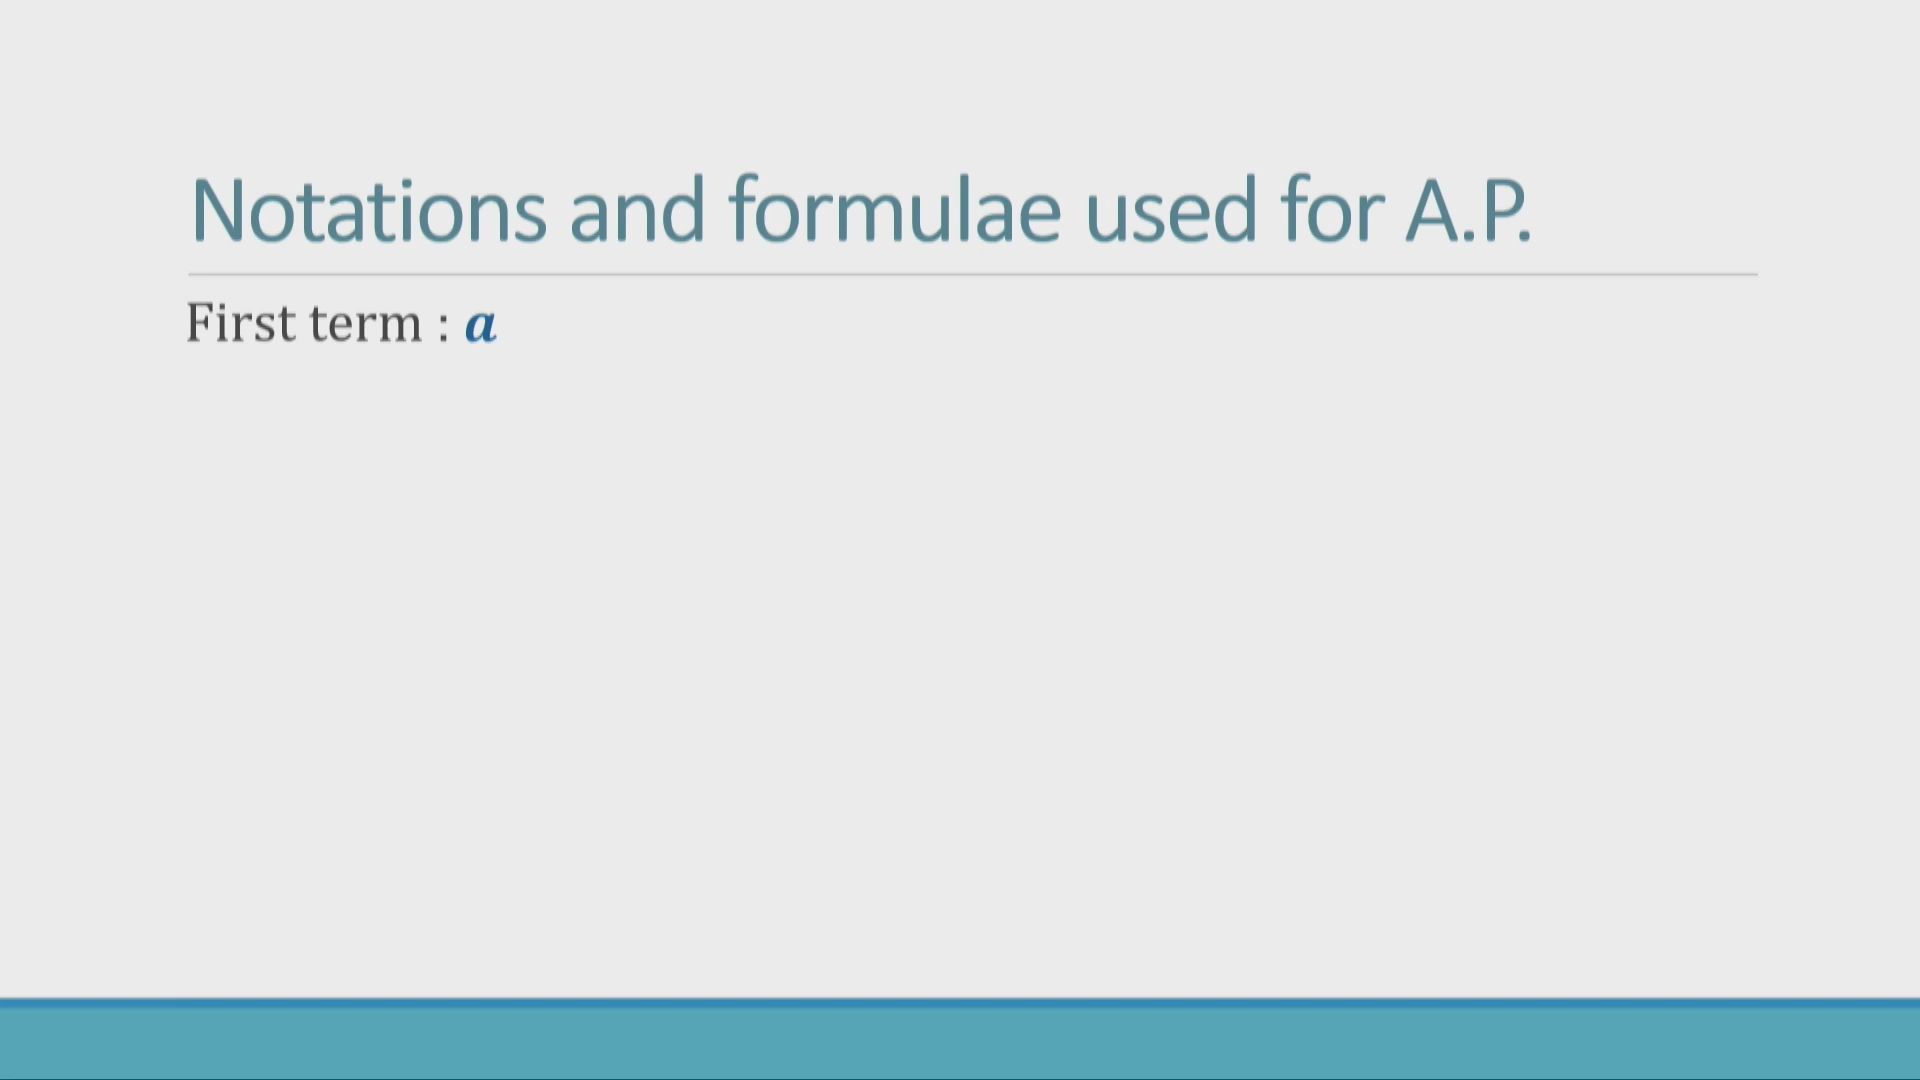 Notations and formulae used for A.P.
First term : a